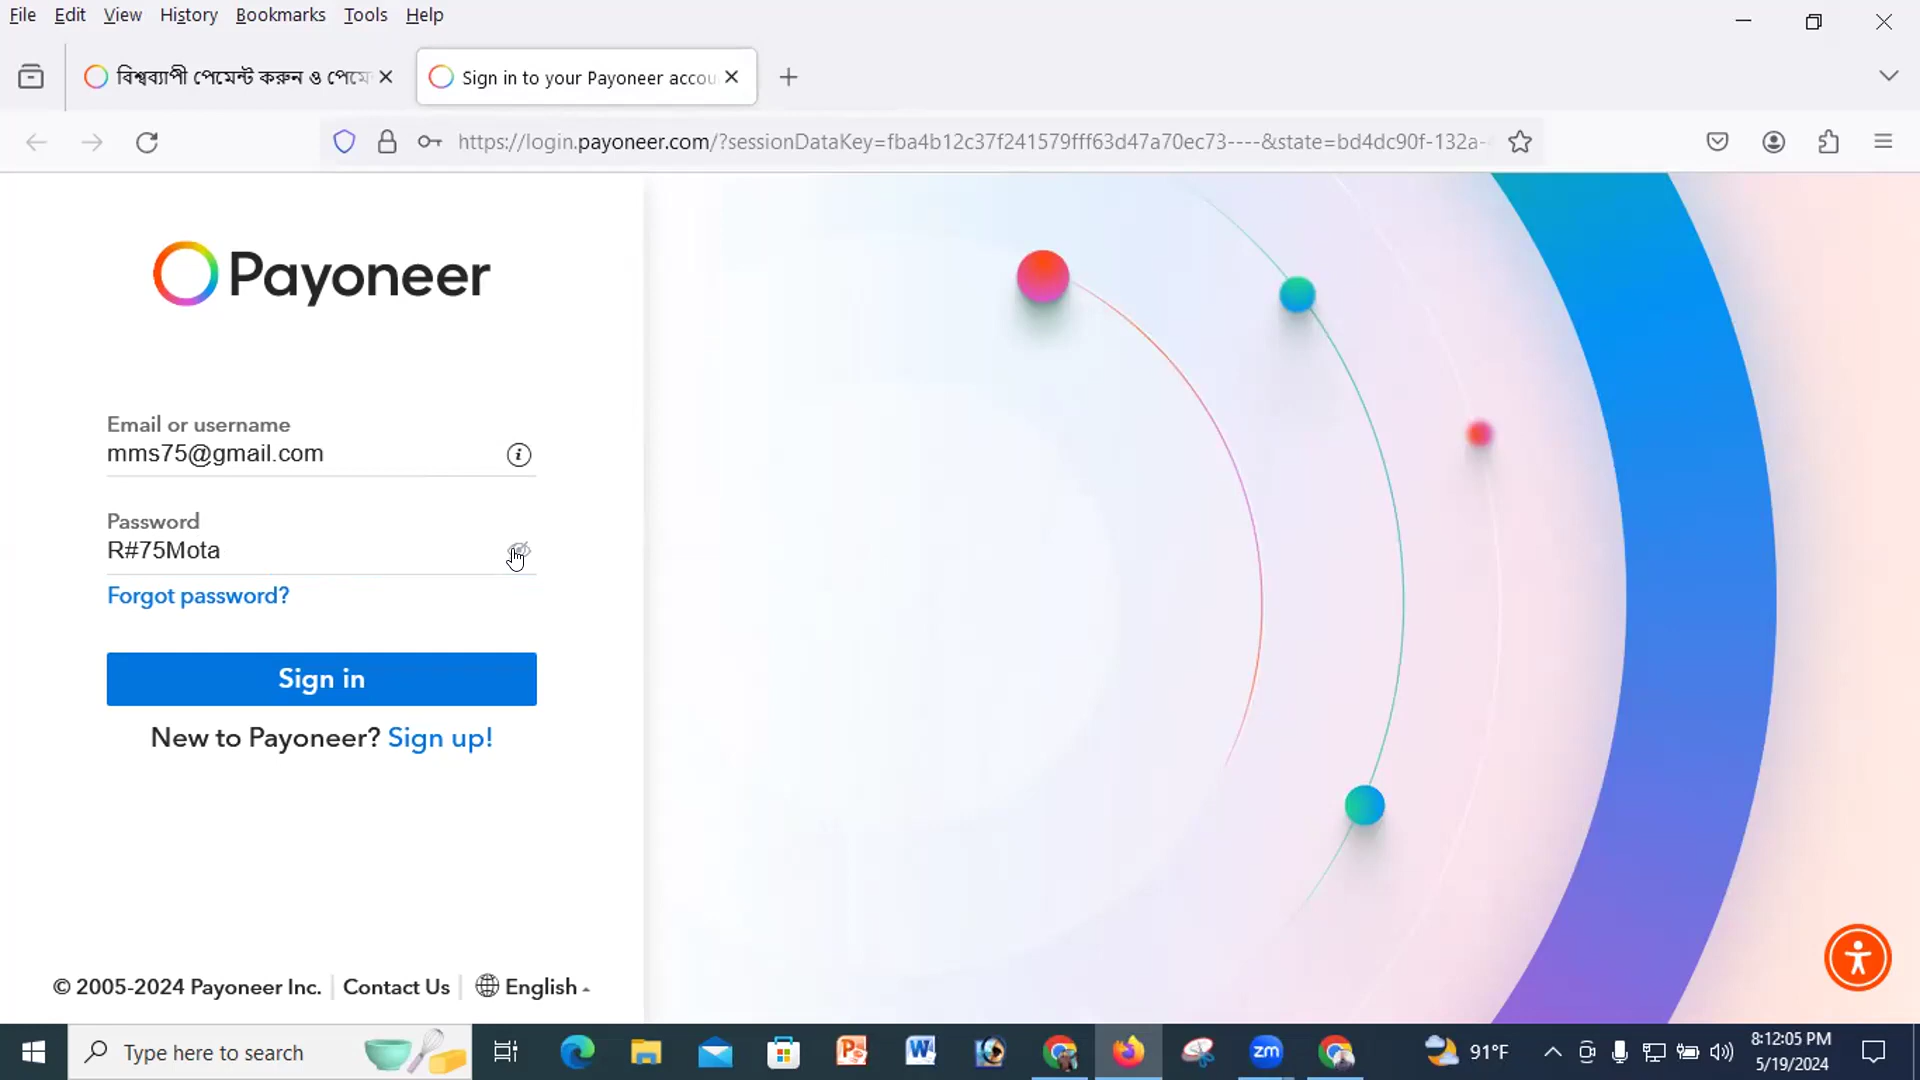 File Edit View History Bookmarks Tools Help
বিশ্বব্যাপী পেমেন্ট করুন ও পেমে
Sign in to your Payoneer accou
https://login.payoneer.com/?sessionDataKey=fba4b12c37f241579fff63d47a70ec73----&state=bd4dc90f-132a-
Payoneer
Email or username
mms75@gmail.com
Password
R#75Mota
Forgot password?
Sign in
New to Payoneer? Sign up!
© 2005-2024 Payoneer Inc. Contact Us English
Type here to search
zm
91°F
8:12:05 PM
5/19/2024